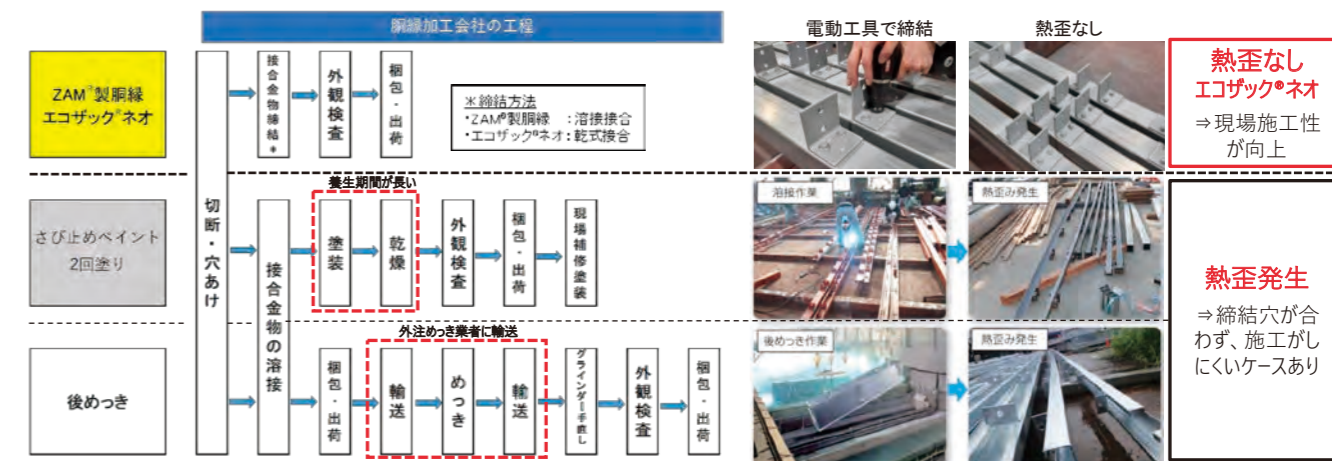 胴縁加工会社の工程
電動工具で締結
熱歪なし
ZAM®製胴縁
エコザック®ネオ
切断・穴あけ
接合金物締結*
外観検査
梱包・出荷
※締結方法
・ZAM®製胴縁 :溶接接合
・エコザック®ネオ:乾式接合
熱歪なし
エコザック®ネオ
⇒現場施工性
が向上
さび止めペイント
2回塗り
接合金物の溶接
養生期間が長い
塗装
乾燥
外観検査
梱包・出荷
現場補修塗装
溶接作業
熱歪み発生
後めっき
梱包・出荷
外注めっき業者に輸送
輸送
めっき
輸送
グラインダー手直し
外観検査
梱包・出荷
後めっき作業
熱歪み発生
熱歪発生
⇒締結穴が合
わず、施工がし
にくいケースあり